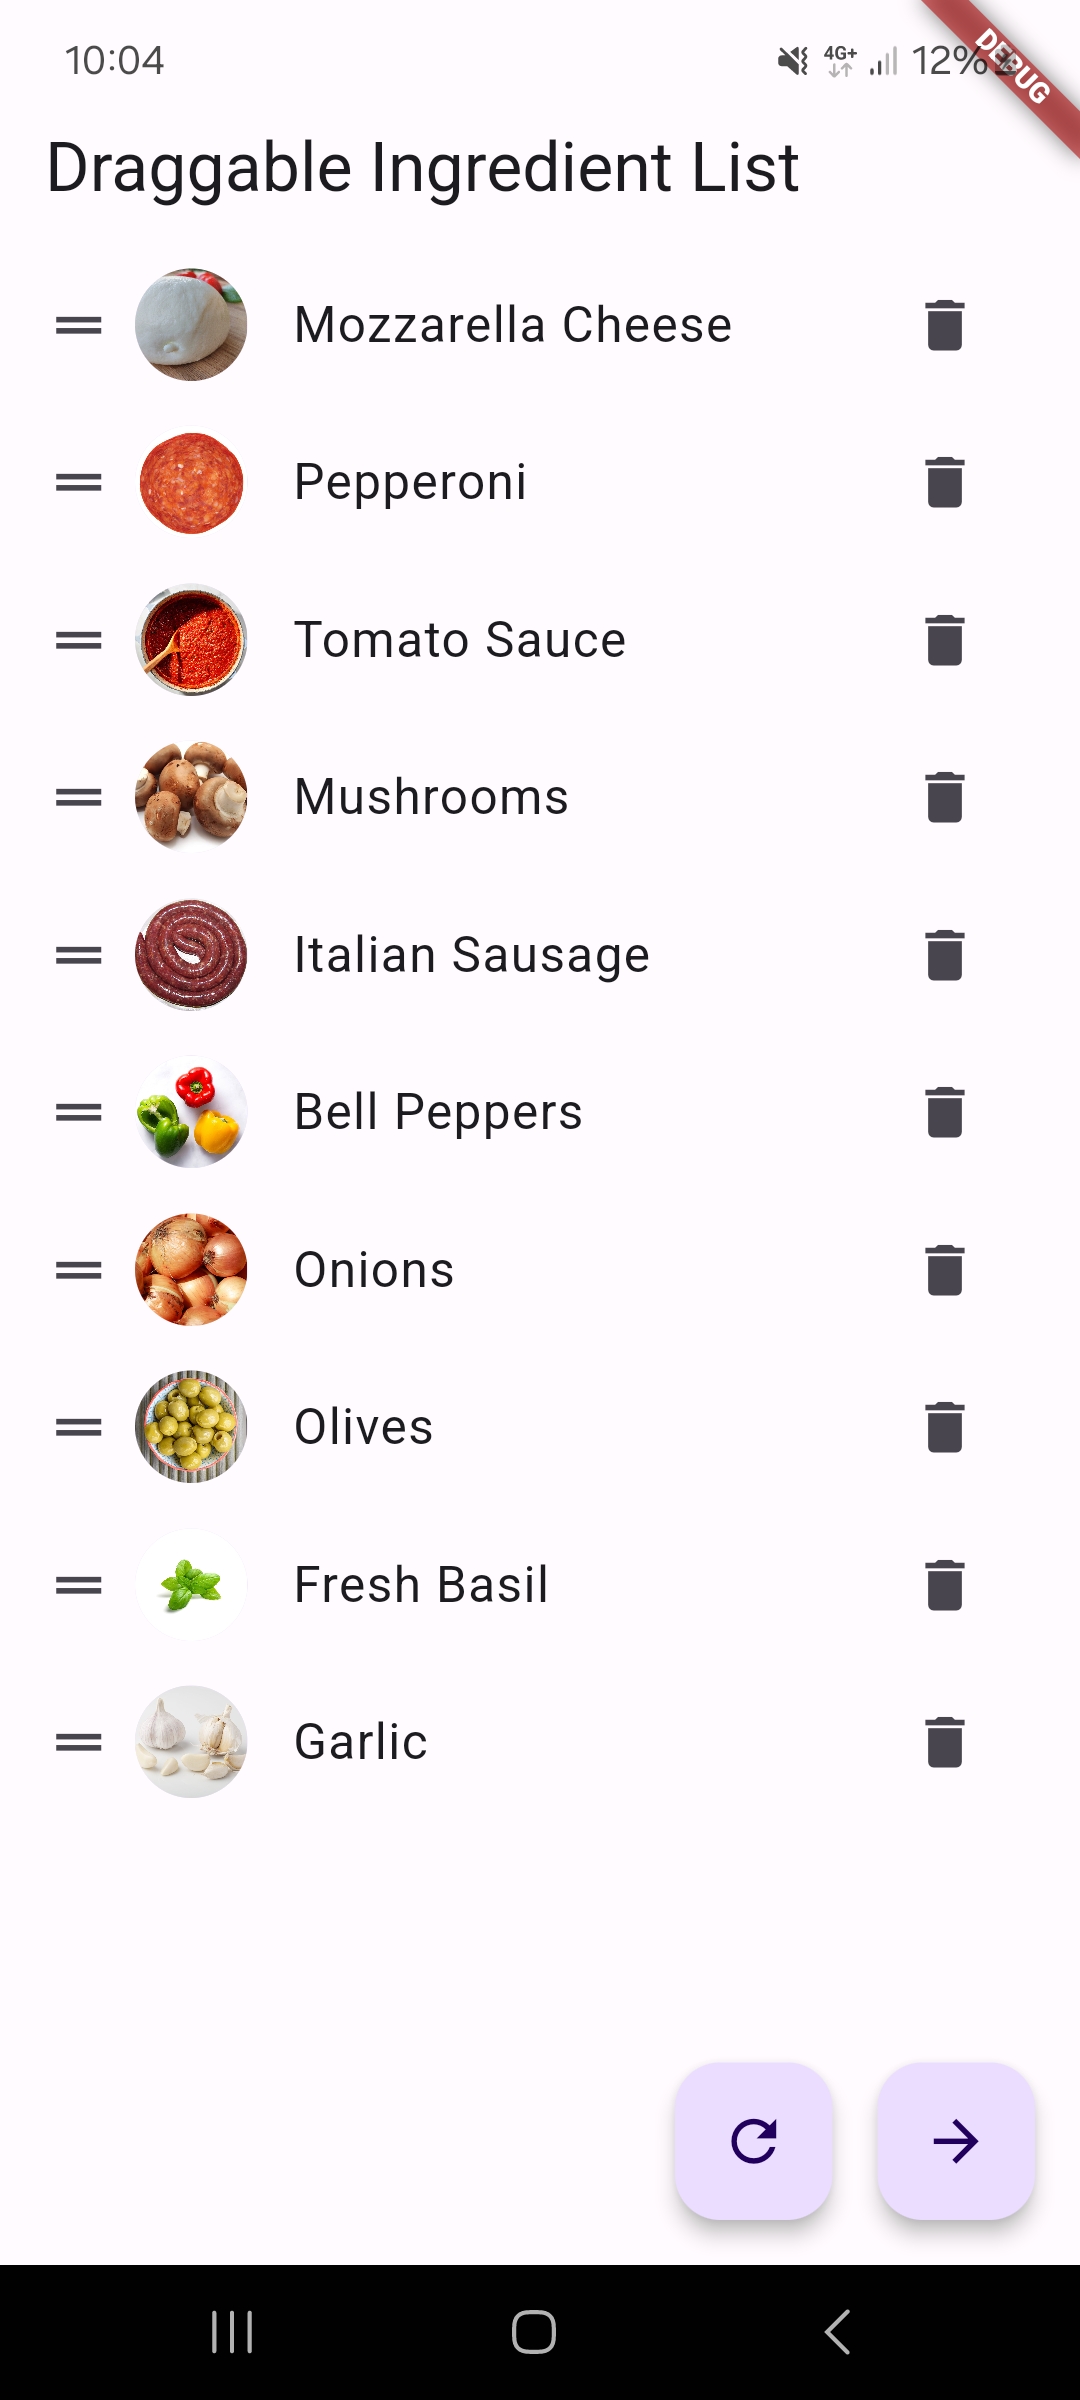 10:04
4G+ 12%
DEBUG
Draggable Ingredient List
Mozzarella Cheese
Pepperoni
Tomato Sauce
Mushrooms
Italian Sausage
Bell Peppers
Onions
Olives
Fresh Basil
Garlic